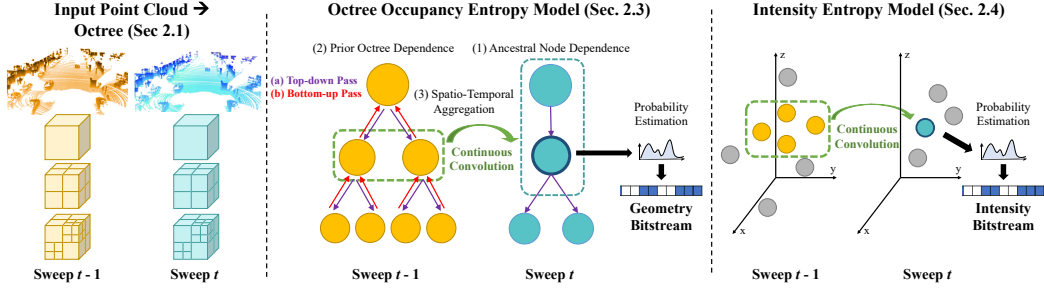 Input Point Cloud →
Octree (Sec 2.1)
Sweep t - 1
Sweep t
Octree Occupancy Entropy Model (Sec. 2.3)
(2) Prior Octree Dependence
(1) Ancestral Node Dependence
(a) Top-down Pass
(b) Bottom-up Pass
(3) Spatio-Temporal
Aggregation
Continuous
Convolution
Probability
Estimation
Geometry
Bitstream
Sweep t - 1
Sweep t
Intensity Entropy Model (Sec. 2.4)
z
y
x
Continuous
Convolution
z
y
x
Probability
Estimation
Intensity
Bitstream
Sweep t - 1
Sweep t